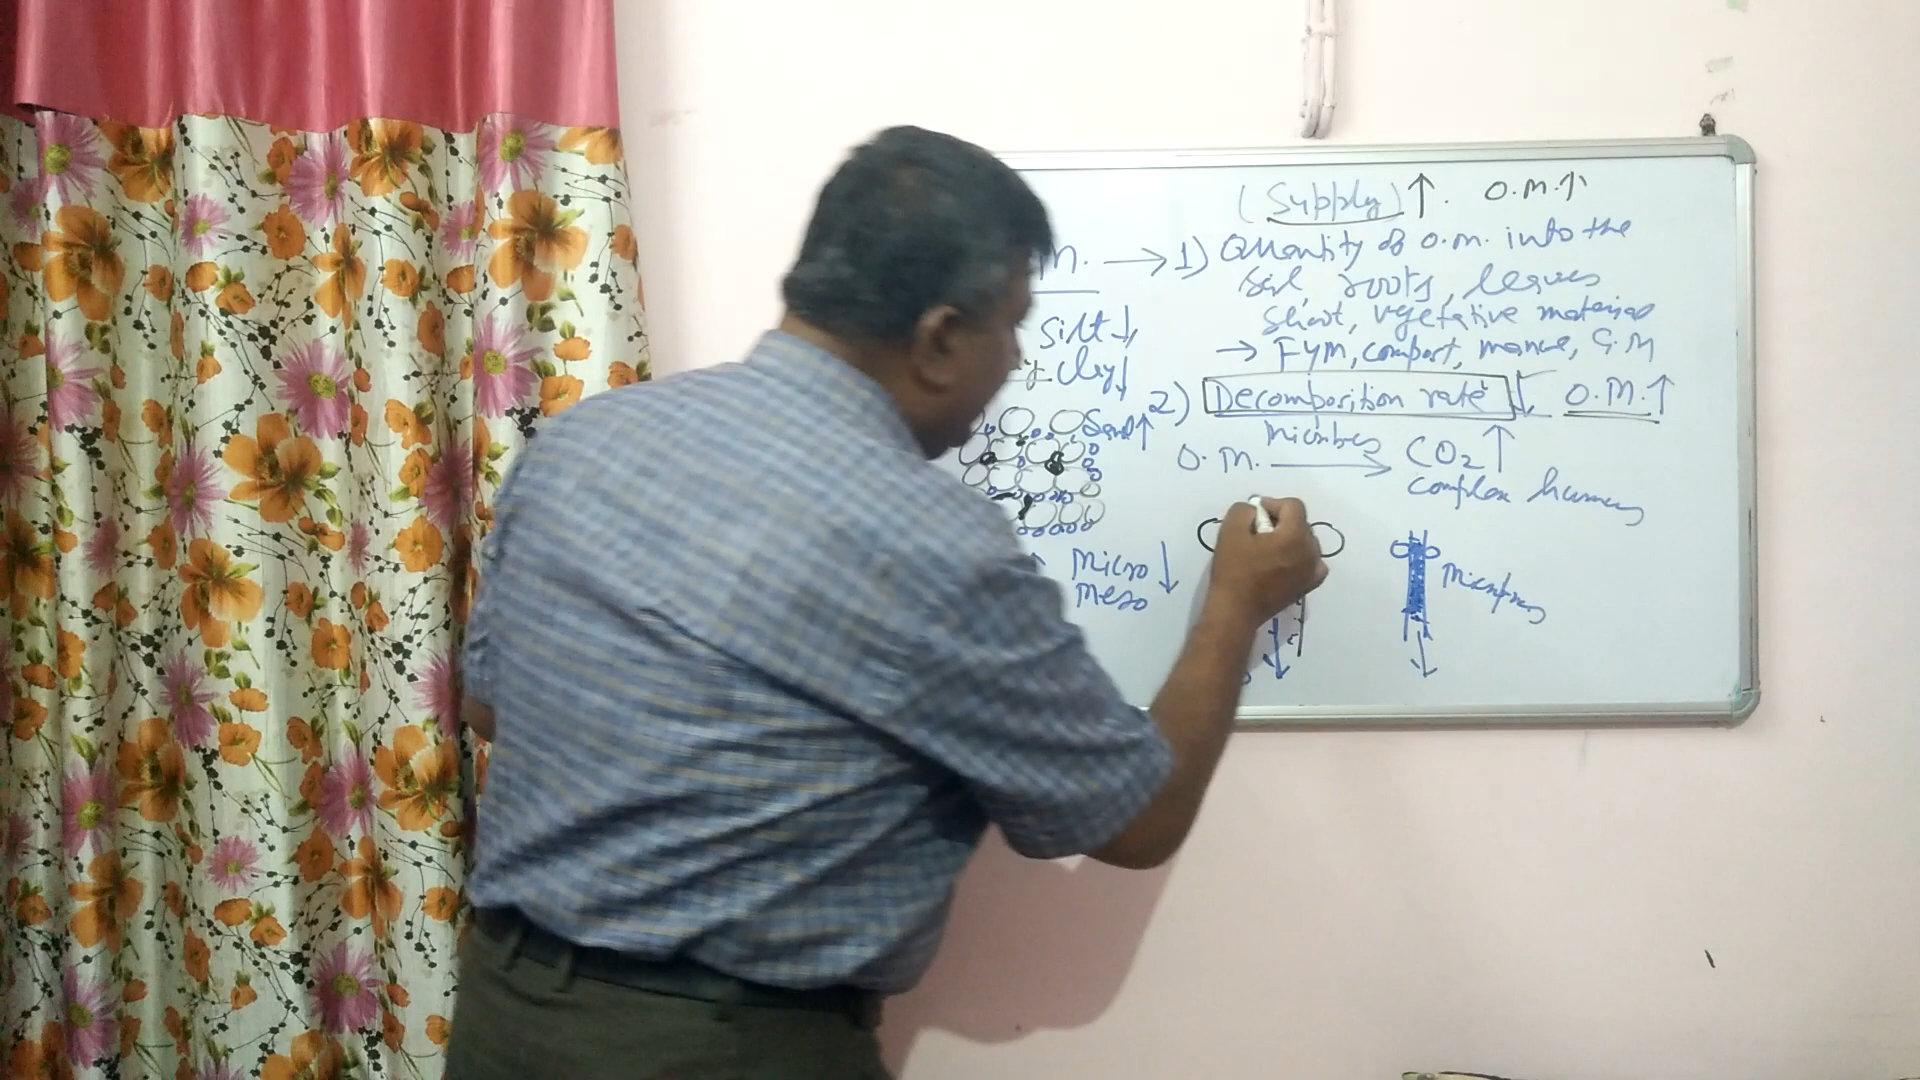 (Supply) ↑. O.M.↑
M. → 1) Quantity of O.M. into the
soil, roots, leaves
Shoot, vegetative materials
→ FYM, compost, manure, G.M
Silt ↓
Clay ↓
Sand ↑
2) Decomposition rate ↓ O.M. ↑
O.M. microbes → CO2 ↑
complex humus
Micro ↓
Meso
Micropores